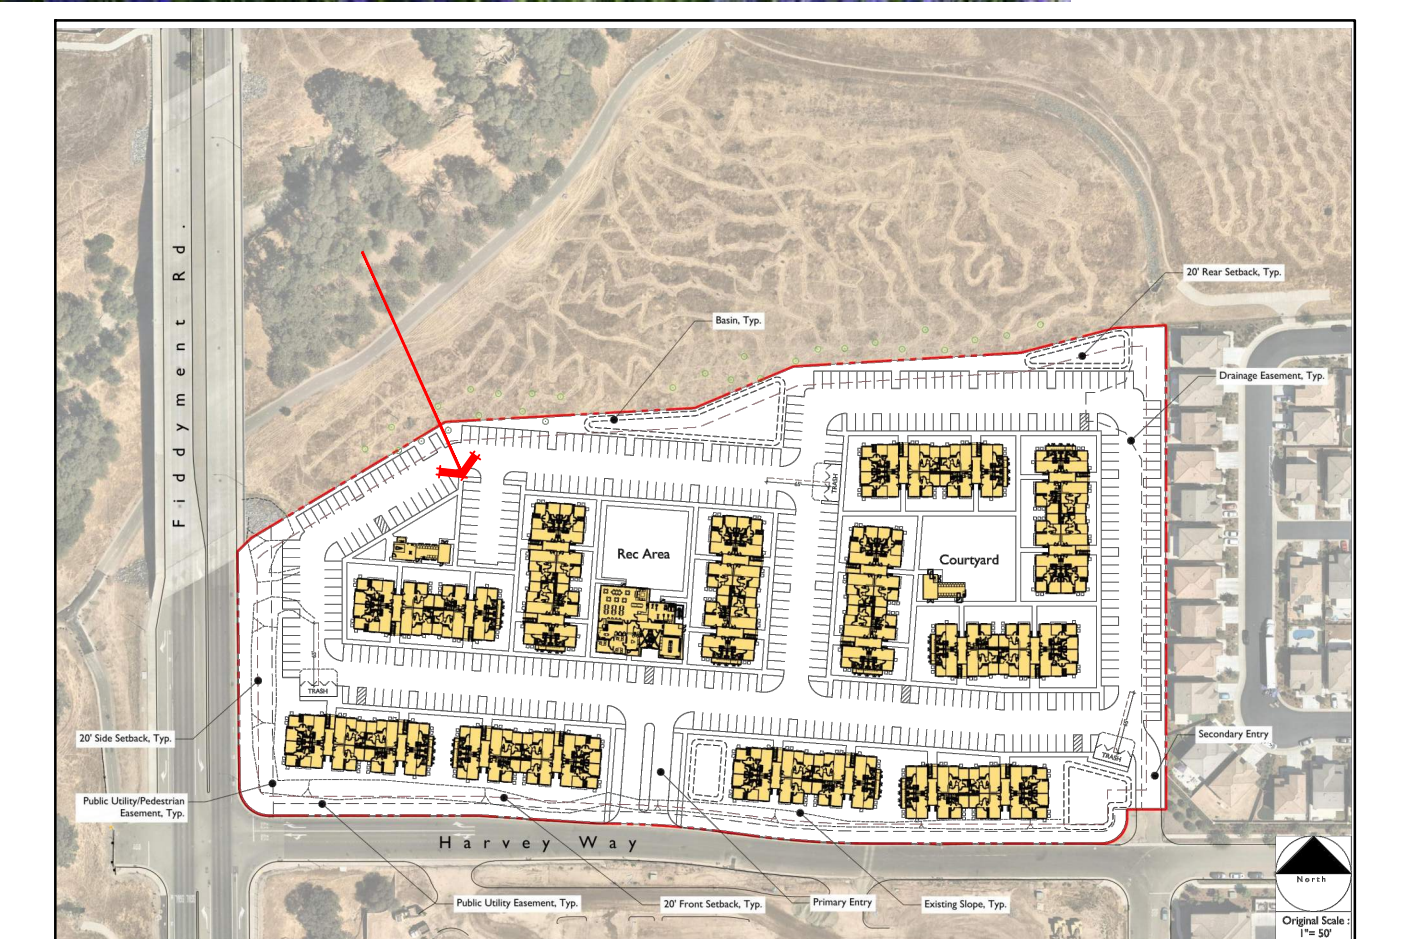 20' Rear Setback, Typ.
Basin, Typ.
Drainage Easement, Typ.
Fiddyment Rd.
TRASH
Rec Area
Courtyard
TRASH
20' Side Setback, Typ.
Secondary Entry
TRASH
Public Utility/Pedestrian
Easement, Typ.
Harvey Way
North
Public Utility Easement, Typ.
20' Front Setback, Typ.
Primary Entry
Existing Slope, Typ.
Original Scale :
1"= 50'